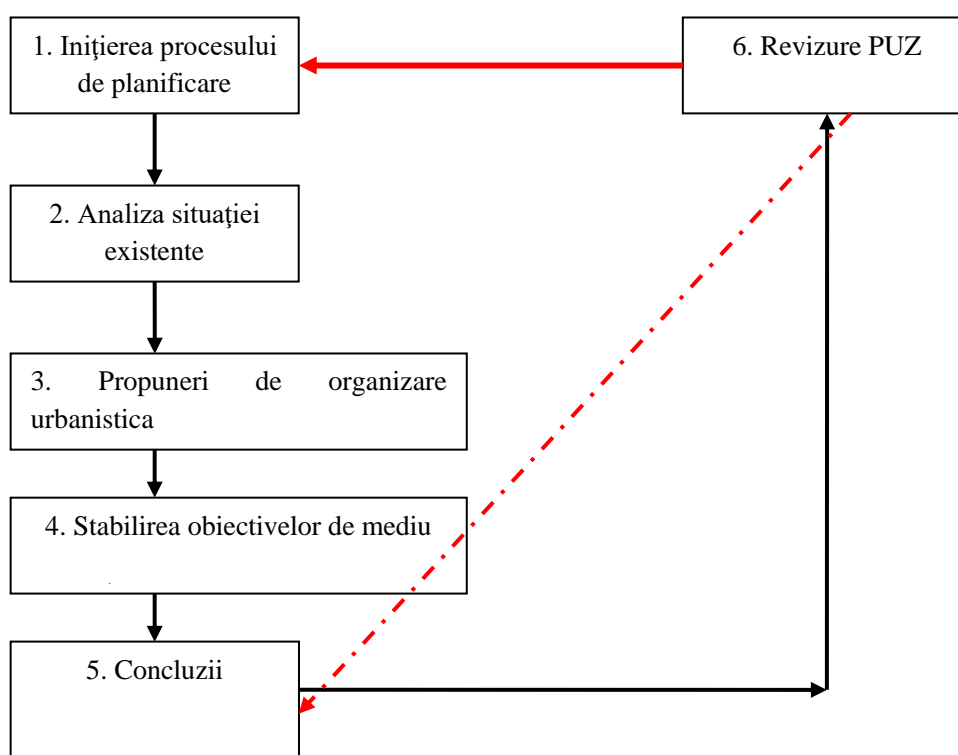 1. Iniţierea procesului
de planificare
6. Revizure PUZ
2. Analiza situaţiei
existente
3. Propuneri de organizare
urbanistica
4. Stabilirea obiectivelor de mediu
5. Concluzii